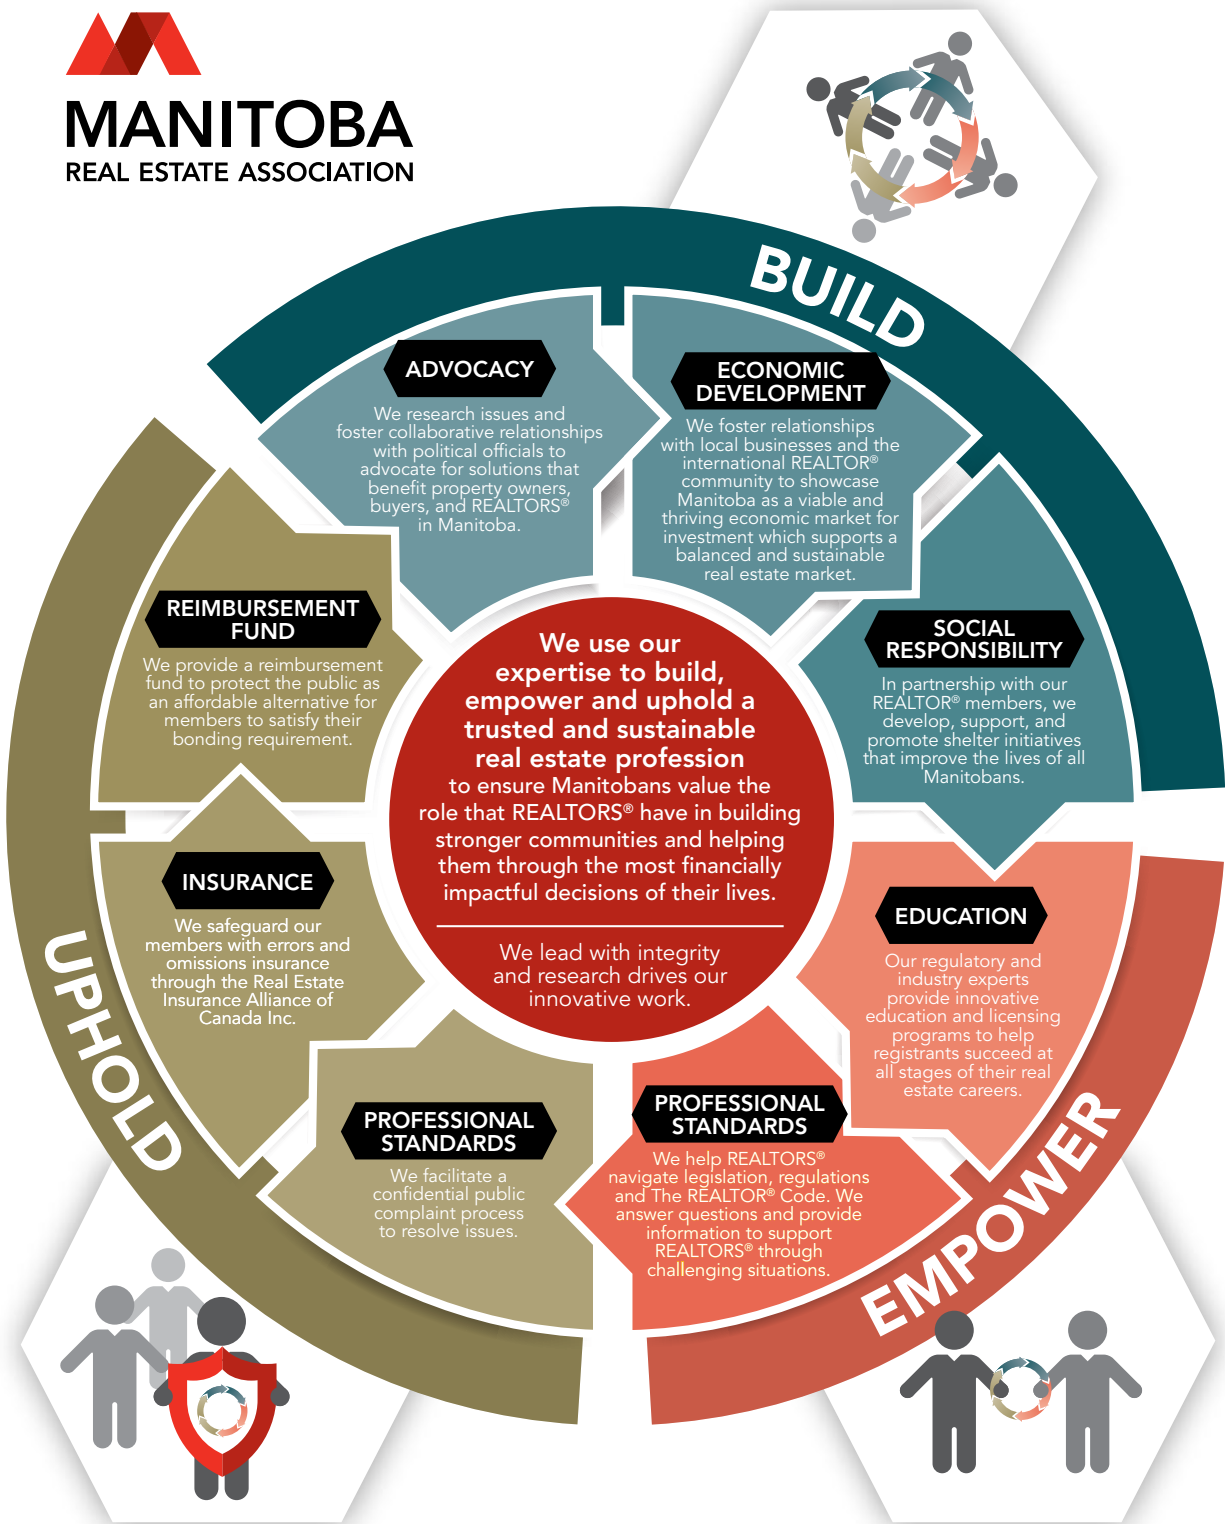 MANITOBA
REAL ESTATE ASSOCIATION
BUILD
ADVOCACY
We research issues and
foster collaborative relationships
with political officials to
advocate for solutions that
benefit property owners,
buyers, and REALTORS®
in Manitoba.
ECONOMIC
DEVELOPMENT
We foster relationships
with local businesses and the
international REALTOR®
community to showcase
Manitoba as a viable and
thriving economic market for
investment which supports a
balanced and sustainable
real estate market.
SOCIAL
RESPONSIBILITY
In partnership with our
REALTOR® members, we
develop, support, and
promote shelter initiatives
that improve the lives of all
Manitobans.
EMPOWER
EDUCATION
Our regulatory and
industry experts
provide innovative
education and licensing
programs to help
registrants succeed at
all stages of their real
estate careers.
PROFESSIONAL
STANDARDS
We help REALTORS®
navigate legislation, regulations
and The REALTOR® Code. We
answer questions and provide
information to support
REALTORS® through
challenging situations.
UPHOLD
PROFESSIONAL
STANDARDS
We facilitate a
confidential public
complaint process
to resolve issues.
INSURANCE
We safeguard our
members with errors and
omissions insurance
through the Real Estate
Insurance Alliance of
Canada Inc.
REIMBURSEMENT
FUND
We provide a reimbursement
fund to protect the public as
an affordable alternative for
members to satisfy their
bonding requirement.
We use our
expertise to build,
empower and uphold a
trusted and sustainable
real estate profession
to ensure Manitobans value the
role that REALTORS® have in building
stronger communities and helping
them through the most financially
impactful decisions of their lives.
We lead with integrity
and research drives our
innovative work.